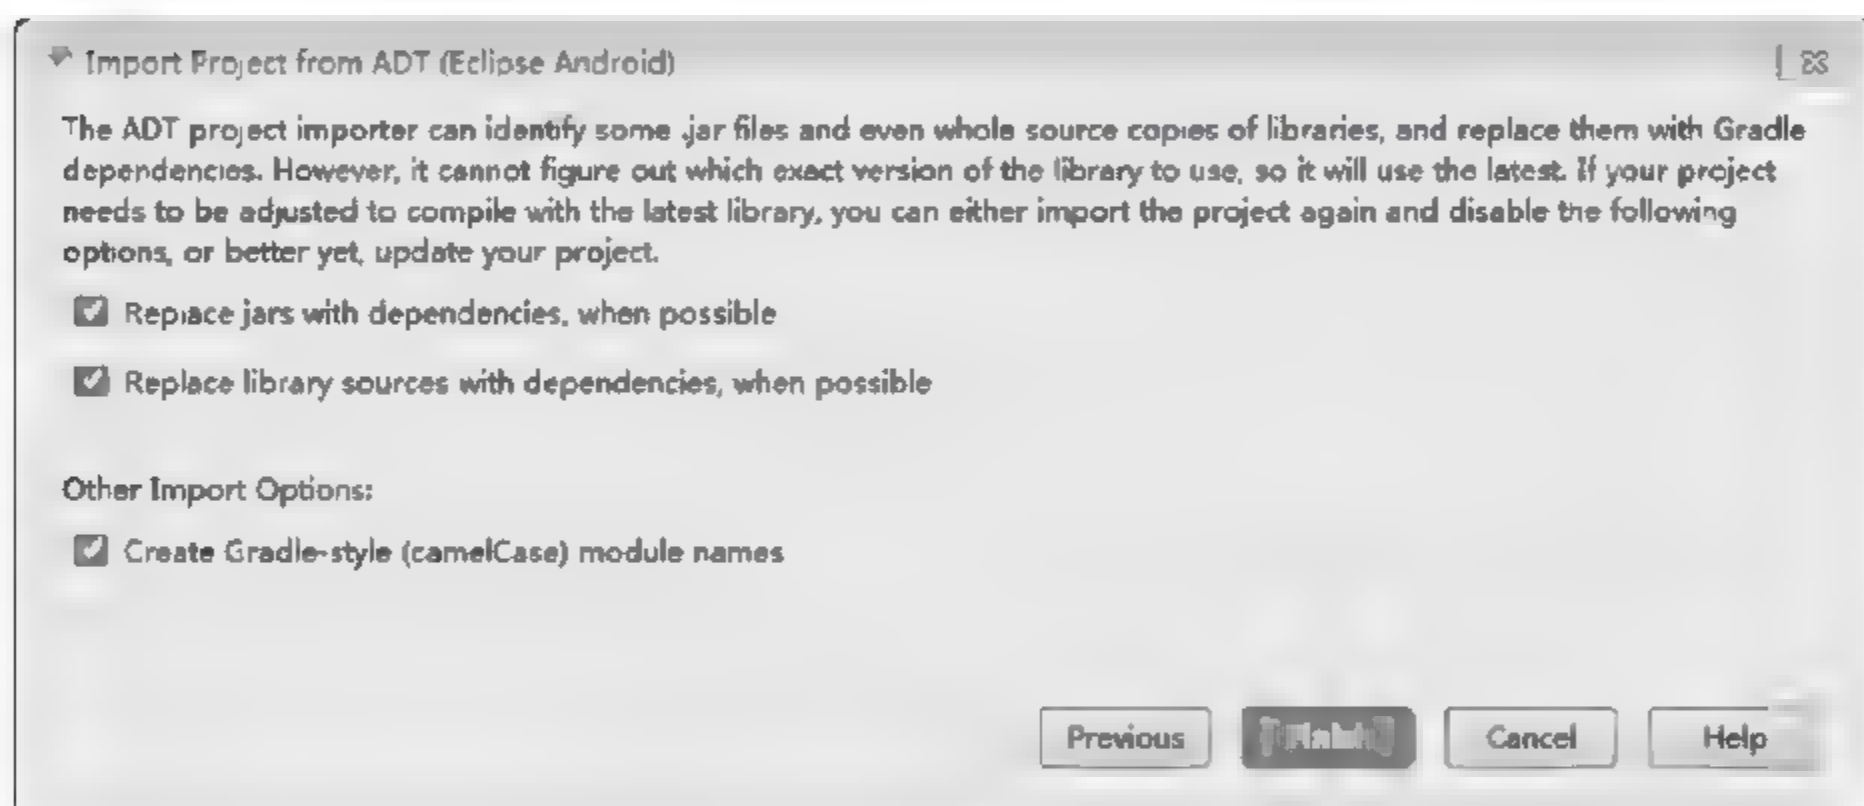 Import Project from ADT (Eclipse Android)
The ADT project importer can identify some .jar files and even whole source copies of libraries, and replace them with Gradle
dependencies. However, it cannot figure out which exact version of the library to use, so it will use the latest. If your project
needs to be adjusted to compile with the latest library, you can either import the project again and disable the following
options, or better yet, update your project.
Replace jars with dependencies, when possible
Replace library sources with dependencies, when possible
Other Import Options:
Create Gradle-style (camelCase) module names
Previous
Cancel
Help